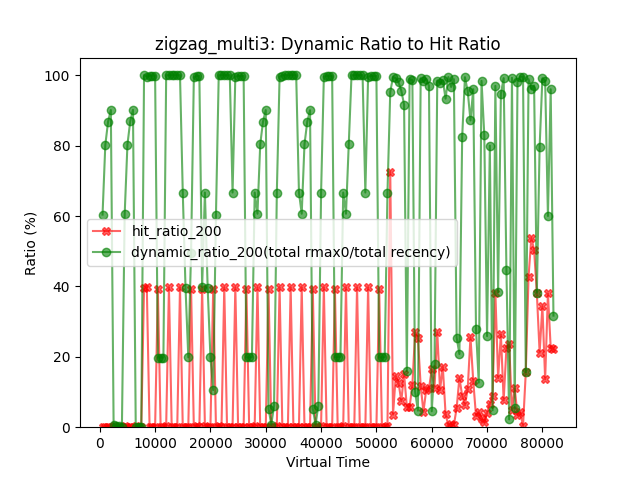 zigzag_multi3: Dynamic Ratio to Hit Ratio
100
80
60
40
20
0
Ratio (%)
hit_ratio_200
dynamic_ratio_200(total rmax0/total recency)
0 10000 20000 30000 40000 50000 60000 70000 80000
Virtual Time